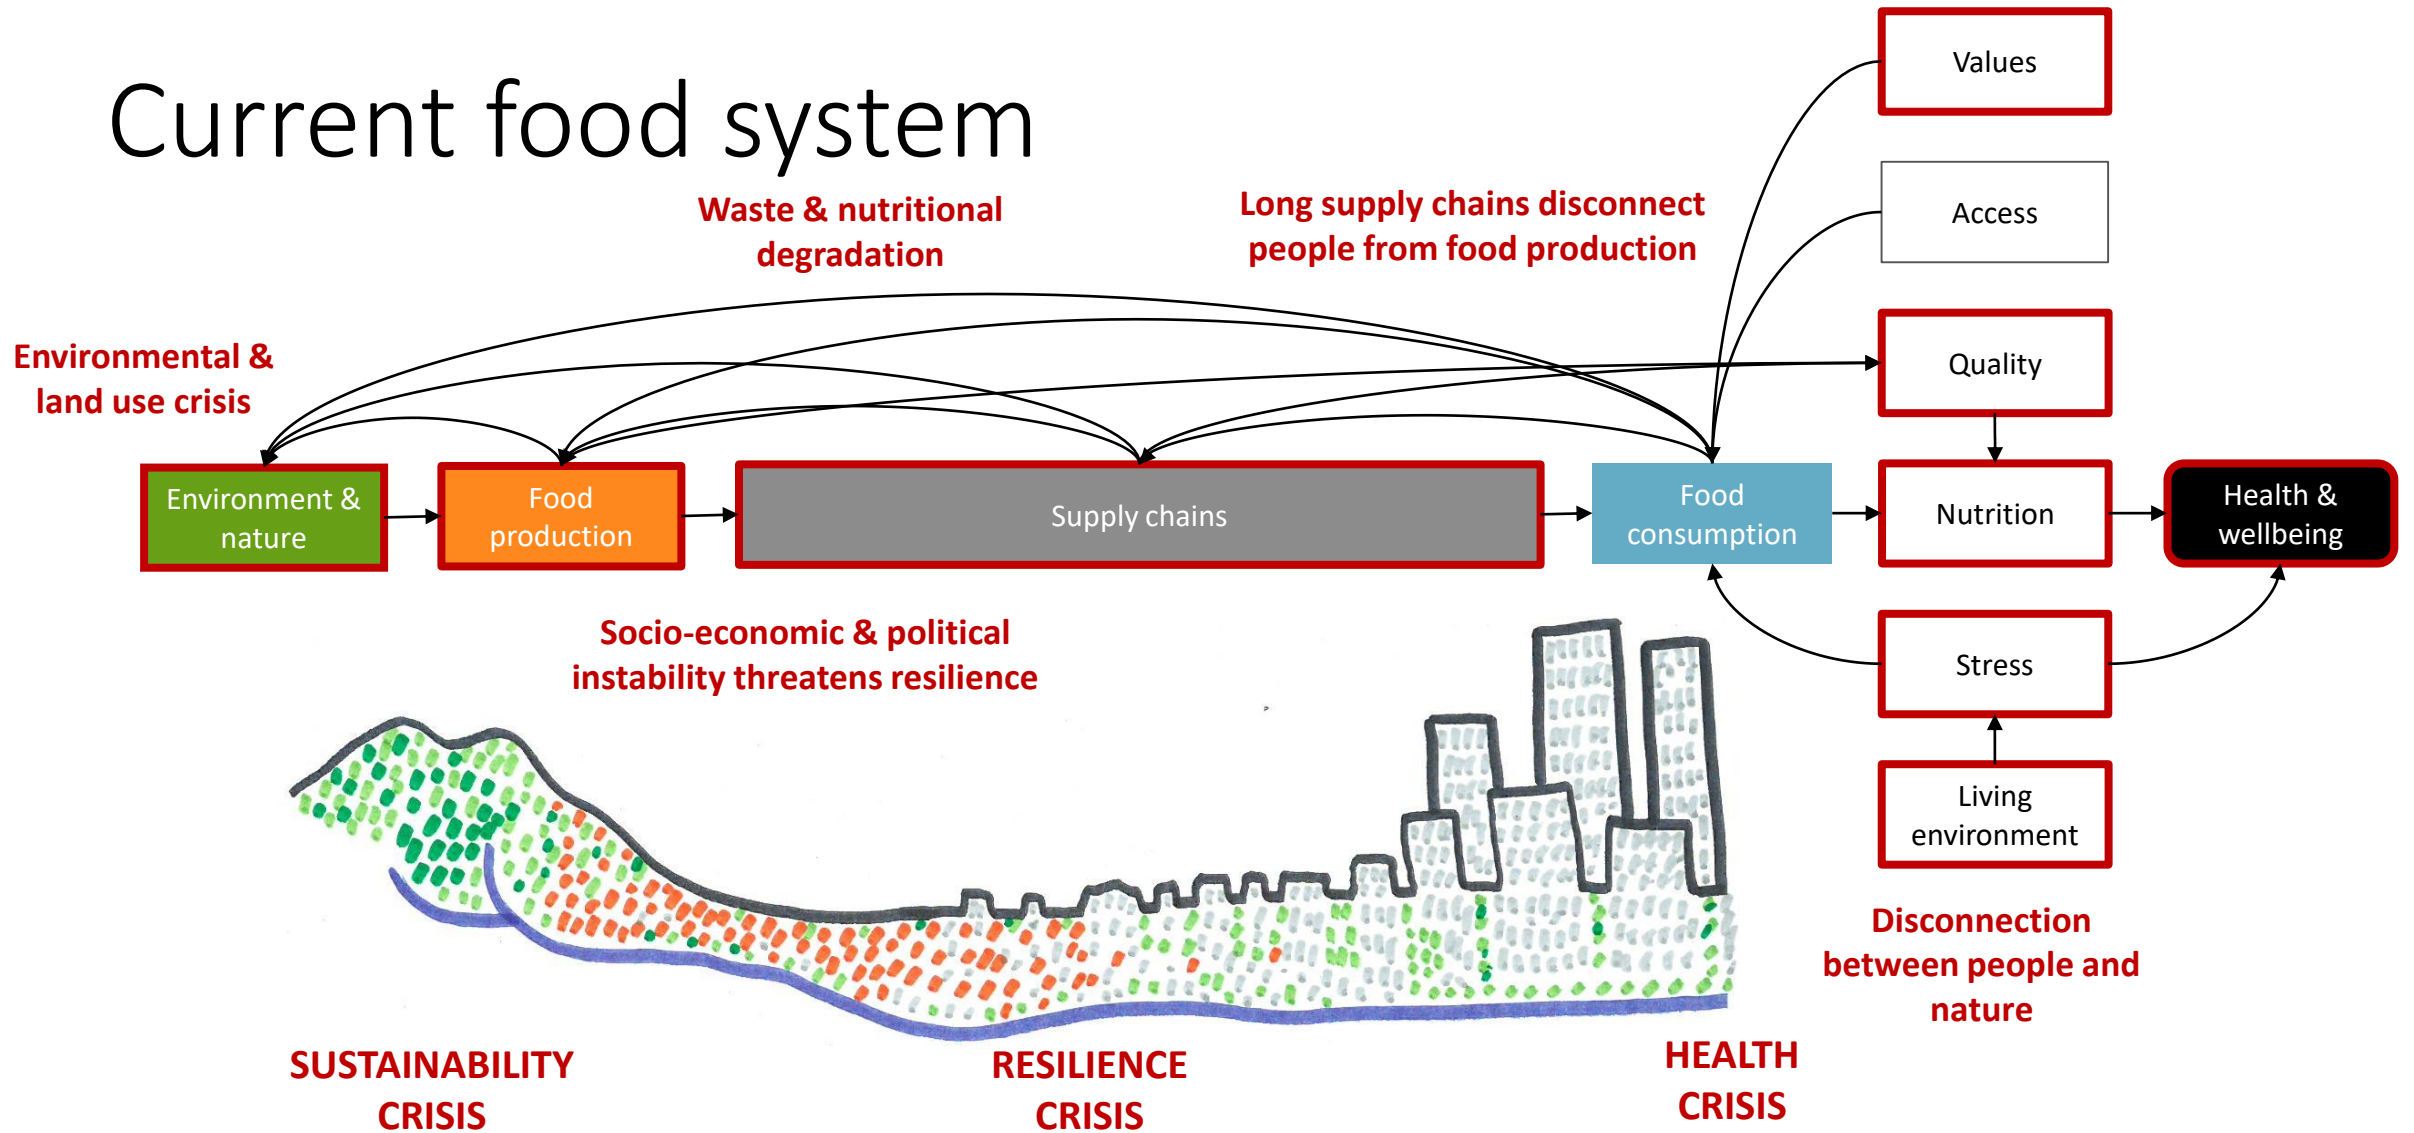 Current food system
Values
Access
Waste & nutritional
degradation
Long supply chains disconnect
people from food production
Environmental &
land use crisis
Quality
Environment &
nature
Food
production
Supply chains
Food
consumption
Nutrition
Health &
wellbeing
Socio-economic & political
instability threatens resilience
Stress
Living
environment
Disconnection
between people and
nature
SUSTAINABILITY
CRISIS
RESILIENCE
CRISIS
HEALTH
CRISIS